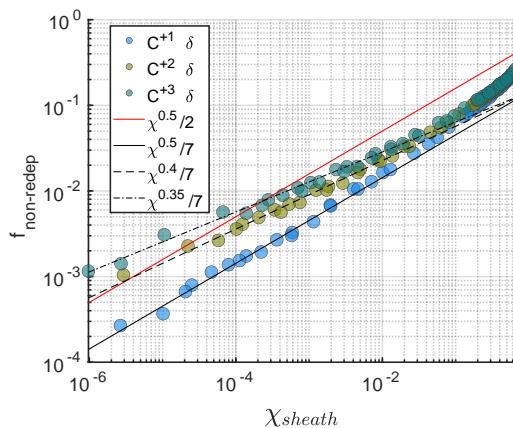 10^0
10^-1
10^-2
10^-3
10^-4
f_non-redep
C^+1 δ
C^+2 δ
C^+3 δ
χ^0.5/2
χ^0.5/7
χ^0.4/7
χ^0.35/7
10^-6
10^-4
10^-2
χ_sheath